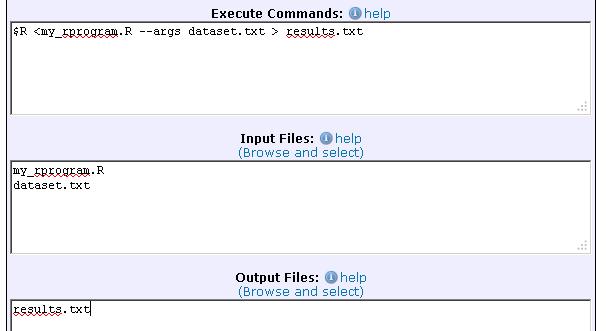 Execute Commands: i help
$R <my_rprogram.R --args dataset.txt > results.txt
Input Files: i help
(Browse and select)
my_rprogram.R
dataset.txt
Output Files: i help
(Browse and select)
results.txt